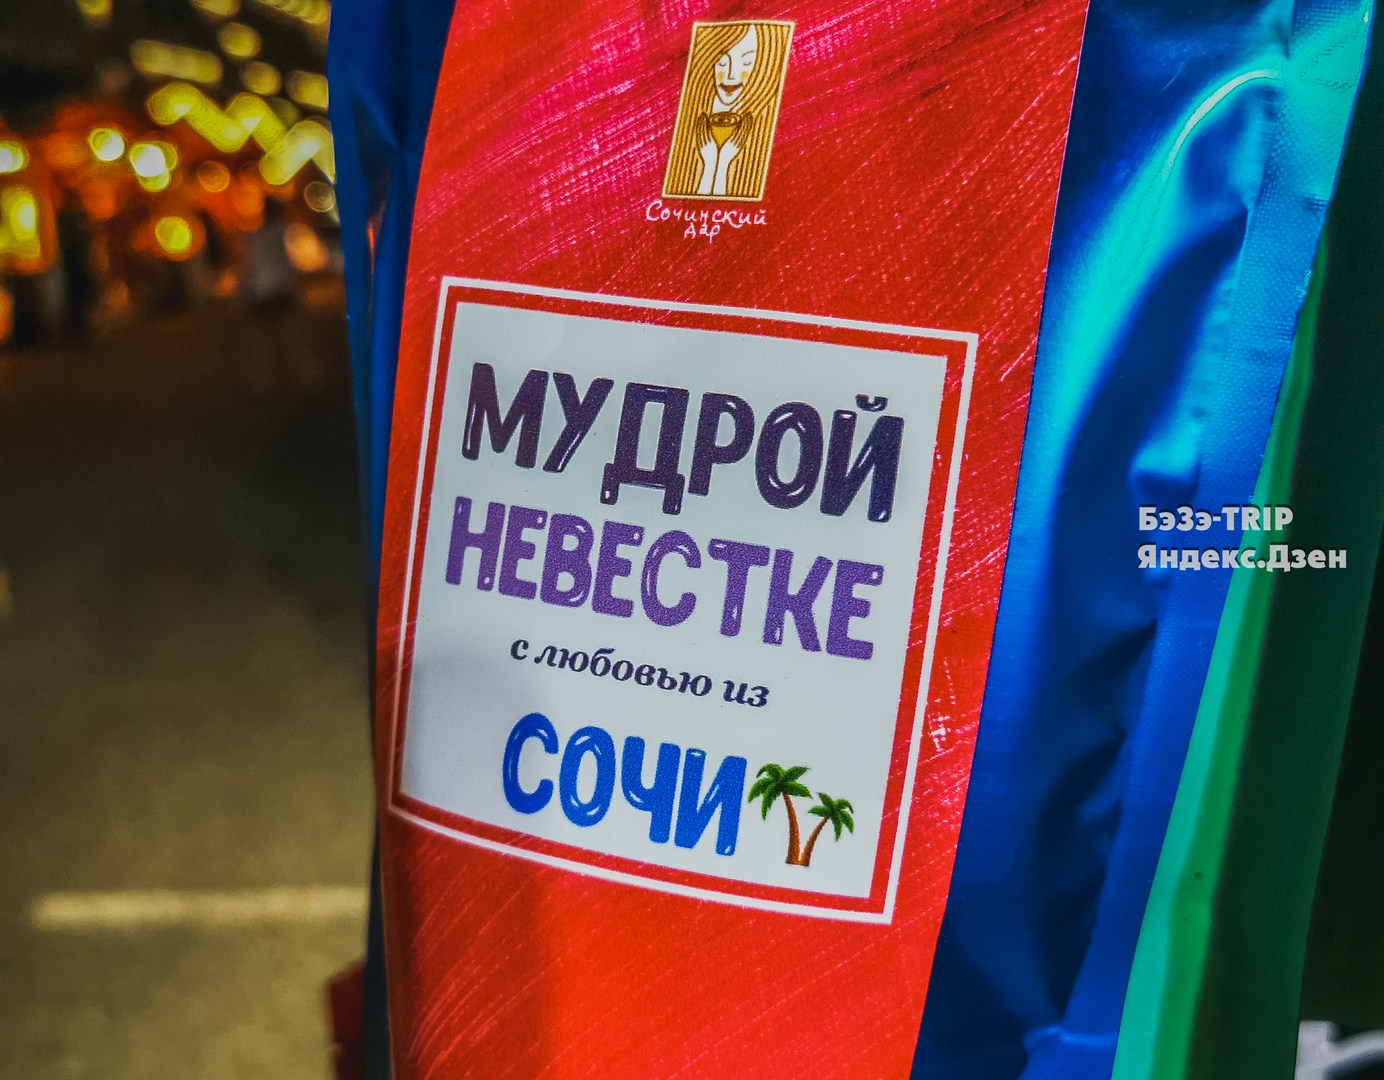 Сочинский
дар
МУДРОЙ
НЕВЕСТКЕ
с любовью из
СОЧИ
БэЗэ-TRIP
Яндекс.Дзен